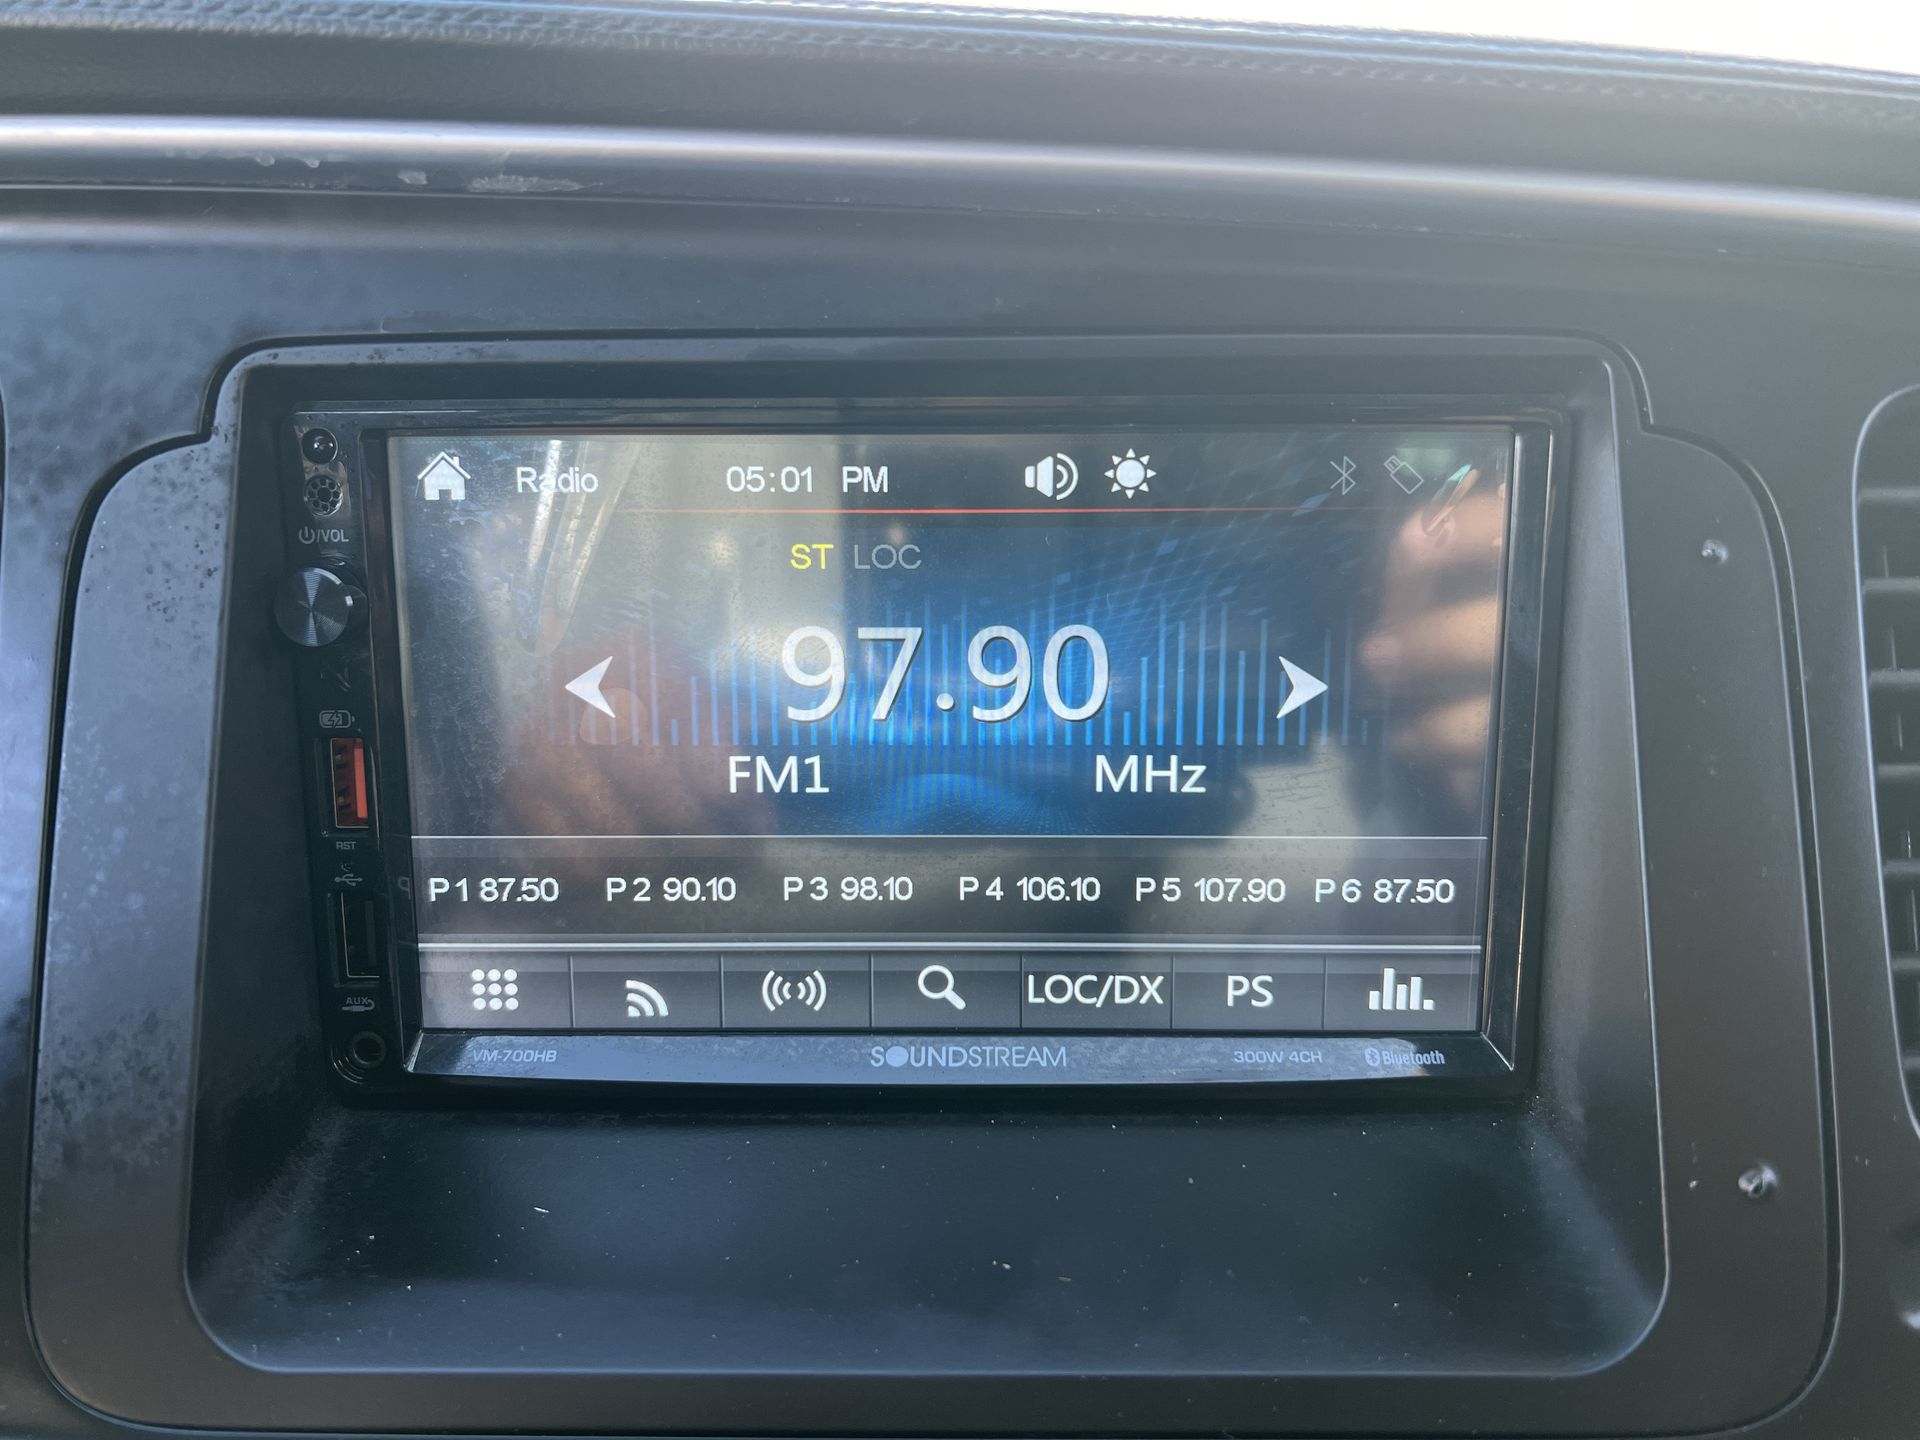 Radio 05:01 PM
ST LOC
97.90
FM1 MHz
P1 87.50 P2 90.10 P3 98.10 P4 106.10 P5 107.90 P6 87.50
LOC/DX PS
VM-700HB SOUNDSTREAM 300W 4CH Bluetooth
/VOL
RST
AUX